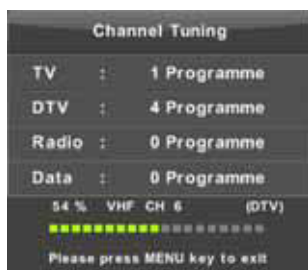 Channel Tuning
TV : 1 Programme
DTV : 4 Programme
Radio : 0 Programme
Data : 0 Programme
54 % VHF CH 6 (DTV)
Please press MENU key to exit